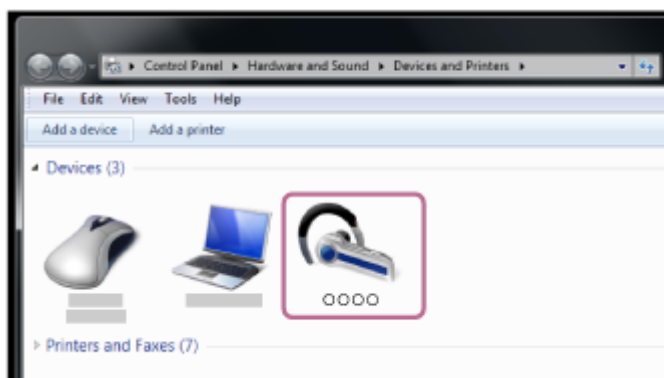 Control Panel ▸ Hardware and Sound ▸ Devices and Printers ▸
File Edit View Tools Help
Add a device Add a printer
Devices (3)
○○○○
Printers and Faxes (7)